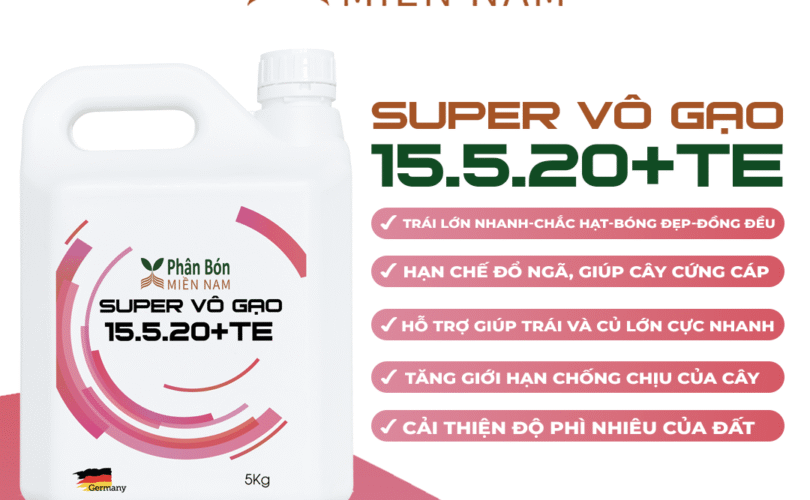 MIỀN NAM
SUPER VÔ GẠO
15.5.20+TE
TRÁI LỚN NHANH-CHẮC HẠT-BÓNG ĐẸP-ĐỒNG ĐỀU
HẠN CHẾ ĐỔ NGÃ, GIÚP CÂY CỨNG CÁP
HỖ TRỢ GIÚP TRÁI VÀ CỦ LỚN CỰC NHANH
TĂNG GIỚI HẠN CHỐNG CHỊU CỦA CÂY
CẢI THIỆN ĐỘ PHÌ NHIÊU CỦA ĐẤT
Phân Bón
MIỀN NAM
SUPER VÔ GẠO
15.5.20+TE
Germany
5Kg